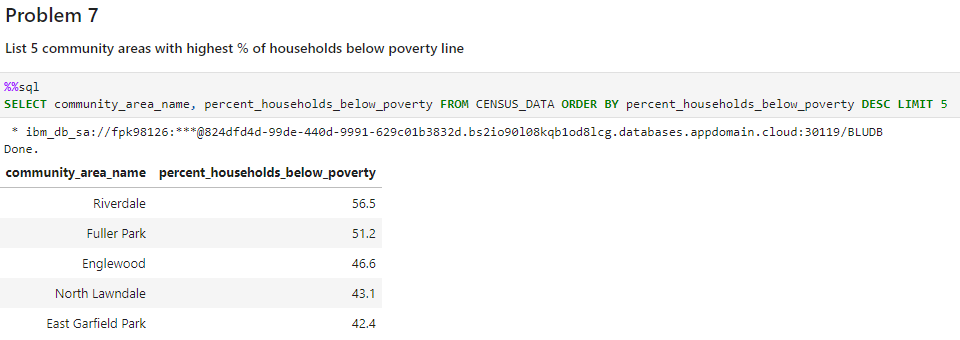 Problem 7
List 5 community areas with highest % of households below poverty line
%%sql
SELECT community_area_name, percent_households_below_poverty FROM CENSUS_DATA ORDER BY percent_households_below_poverty DESC LIMIT 5
* ibm_db_sa://fpk98126:***@824dfd4d-99de-440d-9991-629c01b3832d.bs2io90l08kqb1od8lcg.databases.appdomain.cloud:30119/BLUDB
Done.
community_area_name percent_households_below_poverty
Riverdale 56.5
Fuller Park 51.2
Englewood 46.6
North Lawndale 43.1
East Garfield Park 42.4